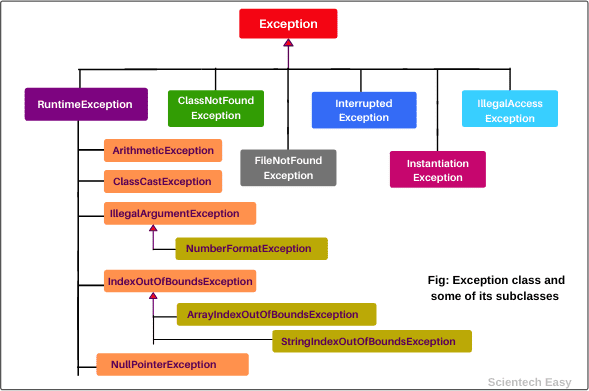 Exception
RuntimeException
ClassNotFound
Exception
Interrupted
Exception
IllegalAccess
Exception
FileNotFound
Exception
Instantiation
Exception
ArithmeticException
ClassCastException
IllegalArgumentException
NumberFormatException
IndexOutOfBoundsException
ArrayIndexOutOfBoundsException
StringIndexOutOfBoundsException
NullPointerException
Fig: Exception class and
some of its subclasses
Scientech Easy